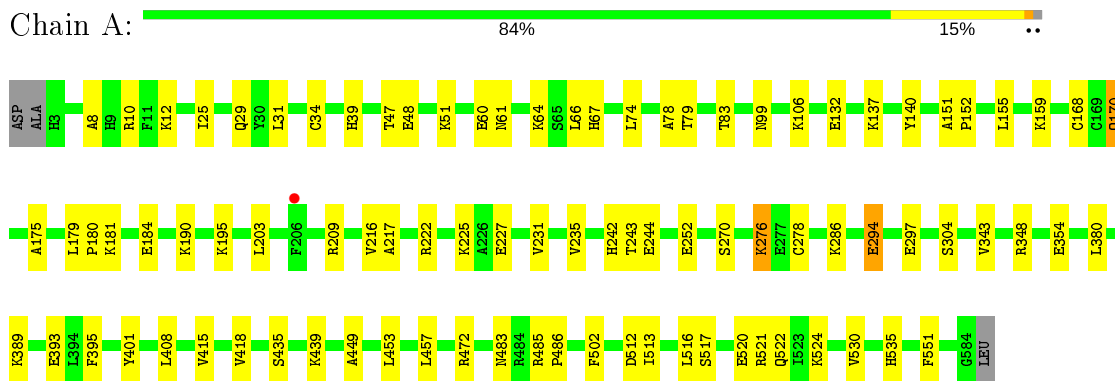 Chain A:
84% 15% ..
ASP ALA H3 A8 H9 R10 F11 K12 I25 Q29 Y30 L31 C34 H39 T47 E48 K51 E60 N61 K64 S65 L66 H67 L74 A78 T79 T83 N99 K106 E132 K137 Y140 A151 P152 L155 K159 C168 C169 Q170
A175 L179 P180 K181 E184 K190 K195 L203 F206 R209 V216 A217 R222 K225 A226 E227 V231 V235 H242 T243 E244 E252 S270 K276 E277 C278 K286 E294 E297 S304 V343 R348 E354 L380
K389 E393 L394 F395 Y401 L408 V415 V418 S435 K439 A449 L453 L457 R472 N483 R484 R485 P486 F502 D512 I513 L516 S517 E520 R521 Q522 I523 K524 V530 H535 F551 G584 LEU